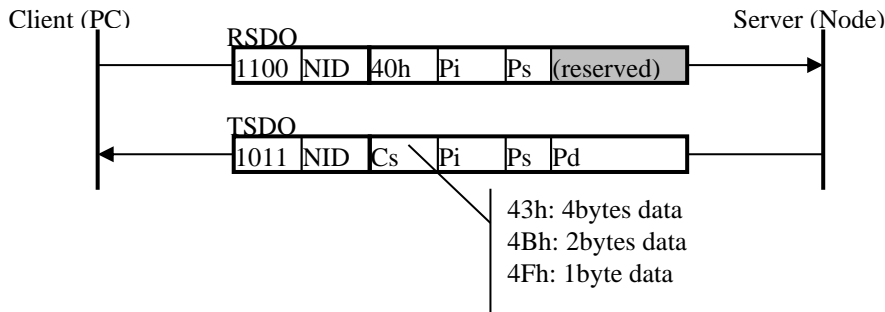 Client (PC) Server (Node)
RSDO
1100 NID 40h Pi Ps (reserved)
TSDO
1011 NID Cs Pi Ps Pd
43h: 4bytes data
4Bh: 2bytes data
4Fh: 1byte data